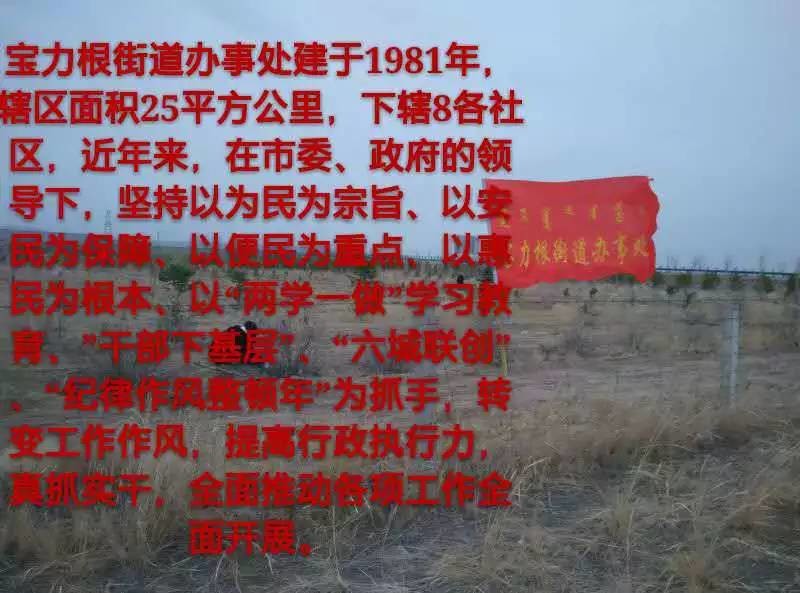 宝力根街道办事处建于1981年，
辖区面积25平方公里，下辖8各社
区，近年来，在市委、政府的领
导下，坚持以为民为宗旨、以安
民为保障、以便民为重点、以惠
民为根本、以“两学一做”学习教
育、”干部下基层”、“六城联创”
、“纪律作风整顿年”为抓手，转
变工作作风，提高行政执行力，
真抓实干，全面推动各项工作全
面开展。
力根街道办事处